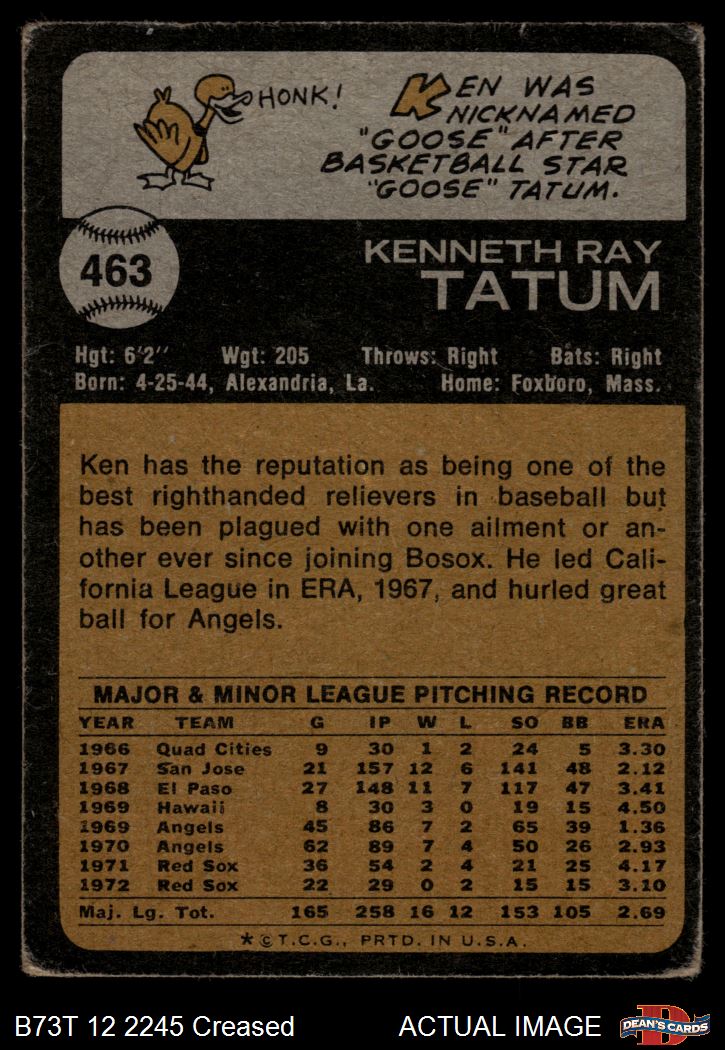 HONK!
KEN WAS
NICKNAMED
"GOOSE" AFTER
BASKETBALL STAR
"GOOSE" TATUM.
463
KENNETH RAY
TATUM
Hgt: 6'2" Wgt: 205 Throws: Right Bats: Right
Born: 4-25-44, Alexandria, La. Home: Foxboro, Mass.
Ken has the reputation as being one of the
best righthanded relievers in baseball but
has been plagued with one ailment or an-
other ever since joining Bosox. He led Cali-
fornia League in ERA, 1967, and hurled great
ball for Angels.
MAJOR & MINOR LEAGUE PITCHING RECORD
YEAR TEAM G IP W L SO BB ERA
1966 Quad Cities 9 30 1 2 24 5 3.30
1967 San Jose 21 157 12 6 141 48 2.12
1968 El Paso 27 148 11 7 117 47 3.41
1969 Hawaii 8 30 3 0 19 15 4.50
1969 Angels 45 86 7 2 65 39 1.36
1970 Angels 62 89 7 4 50 26 2.93
1971 Red Sox 36 54 2 4 21 25 4.17
1972 Red Sox 22 29 0 2 15 15 3.10
Maj. Lg. Tot. 165 258 16 12 153 105 2.69
*©T.C.G., PRTD. IN U.S.A.
B73T 12 2245 Creased ACTUAL IMAGE
D
DEAN'S CARDS